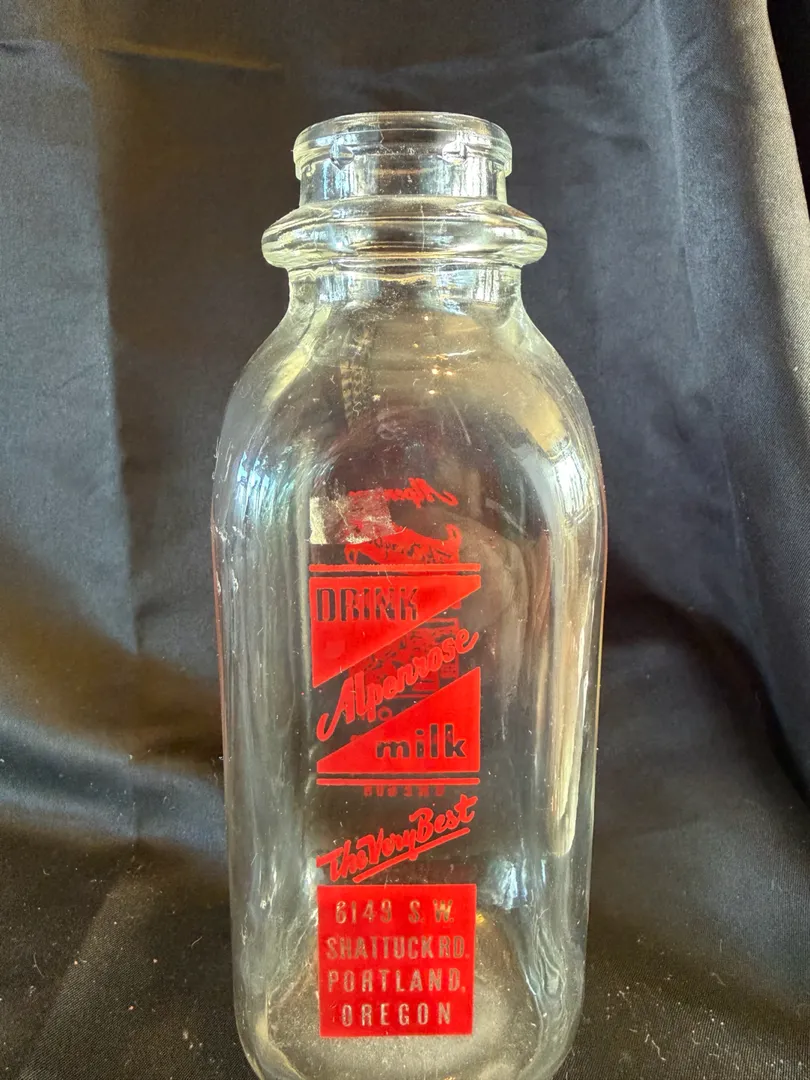 DRINK
Alpenrose
milk
The Very Best
6149 S.W.
SHATTUCK RD.
PORTLAND,
OREGON